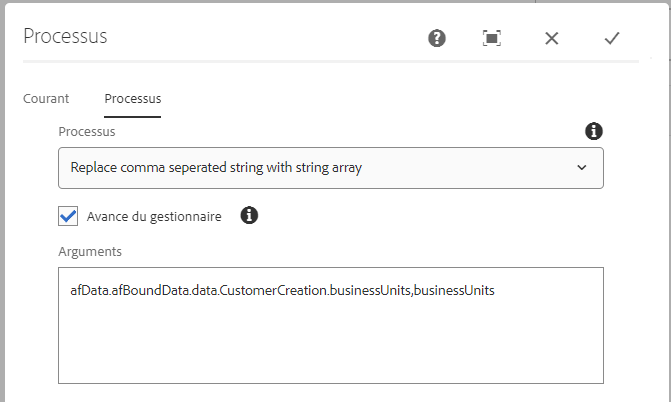 Processus
Courant
Processus
Processus
Replace comma seperated string with string array
Avance du gestionnaire
Arguments
afData.afBoundData.data.CustomerCreation.businessUnits,businessUnits